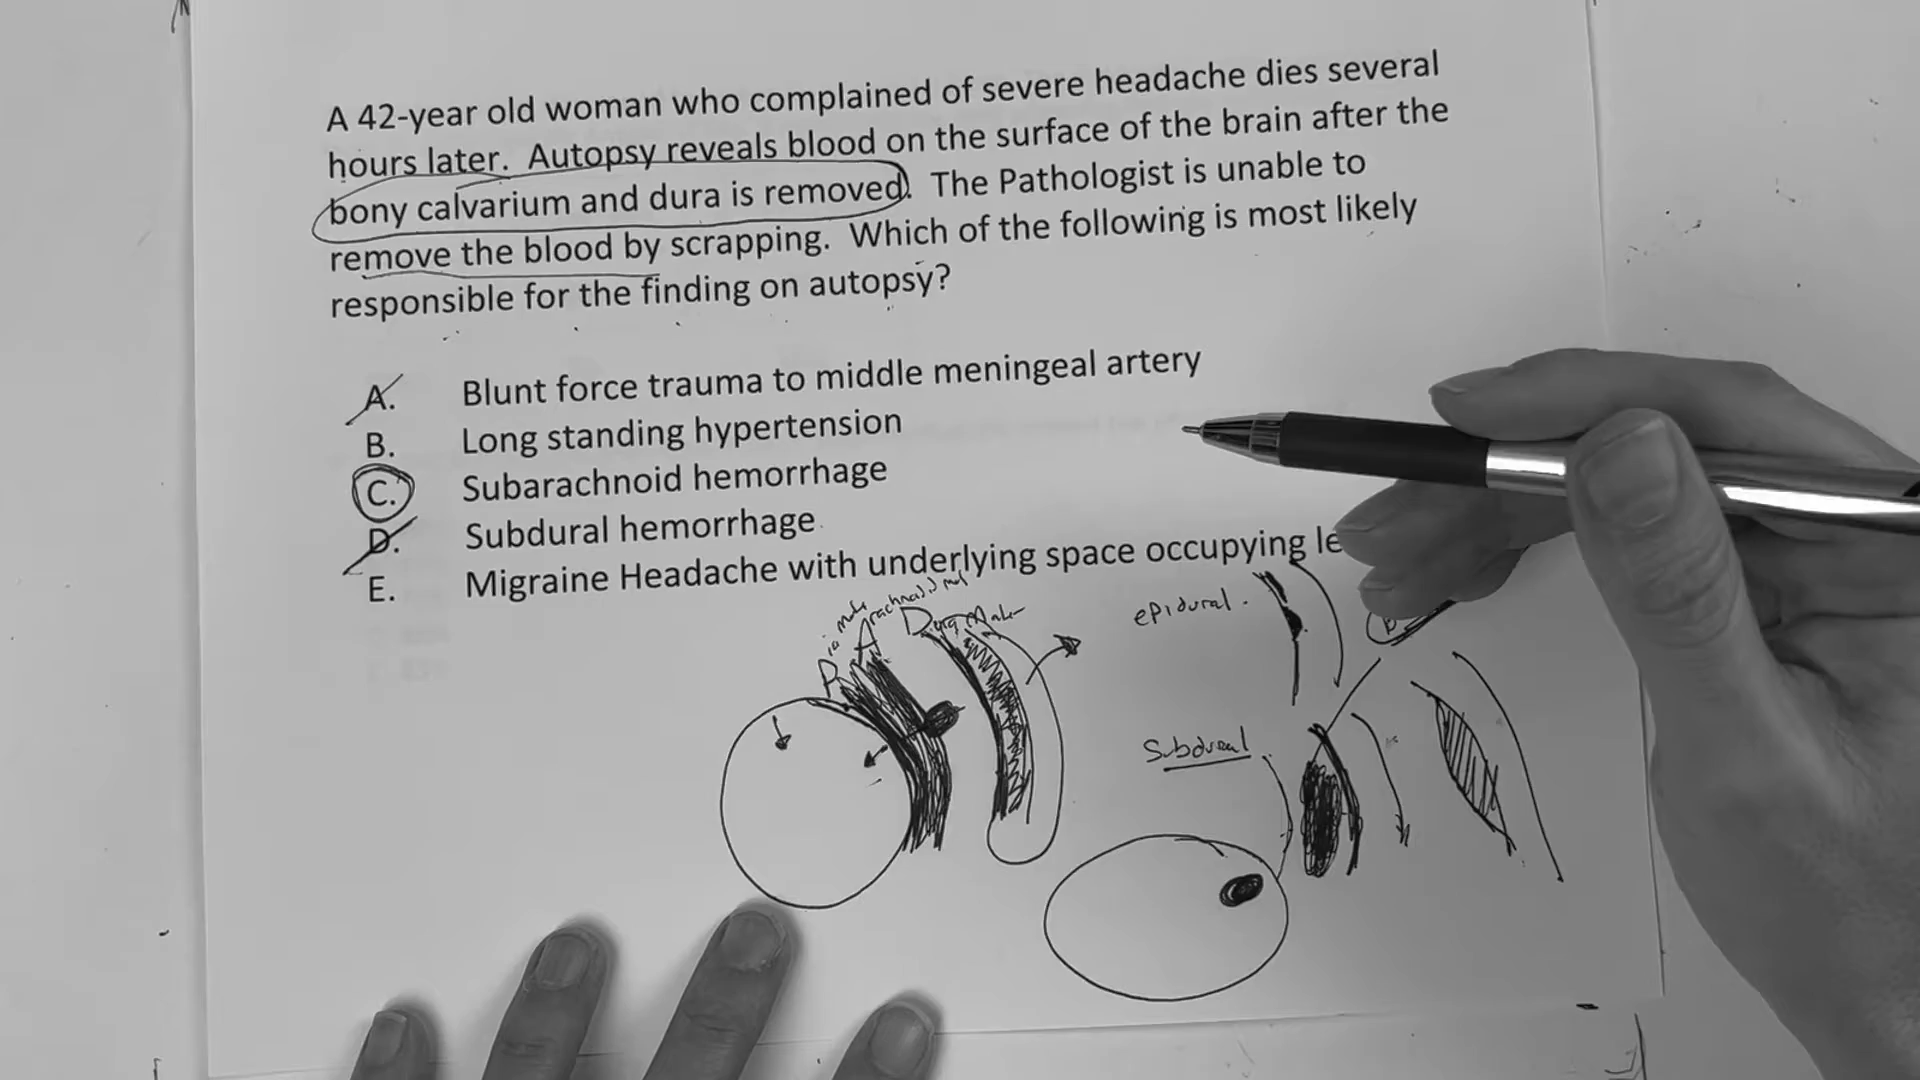 A 42-year old woman who complained of severe headache dies several
hours later. Autopsy reveals blood on the surface of the brain after the
bony calvarium and dura is removed. The Pathologist is unable to
remove the blood by scrapping. Which of the following is most likely
responsible for the finding on autopsy?
A. Blunt force trauma to middle meningeal artery
B. Long standing hypertension
C. Subarachnoid hemorrhage
D. Subdural hemorrhage
E. Migraine Headache with underlying space occupying le
Pia Arachnoid Dura Mater
epidural.
Subdural.